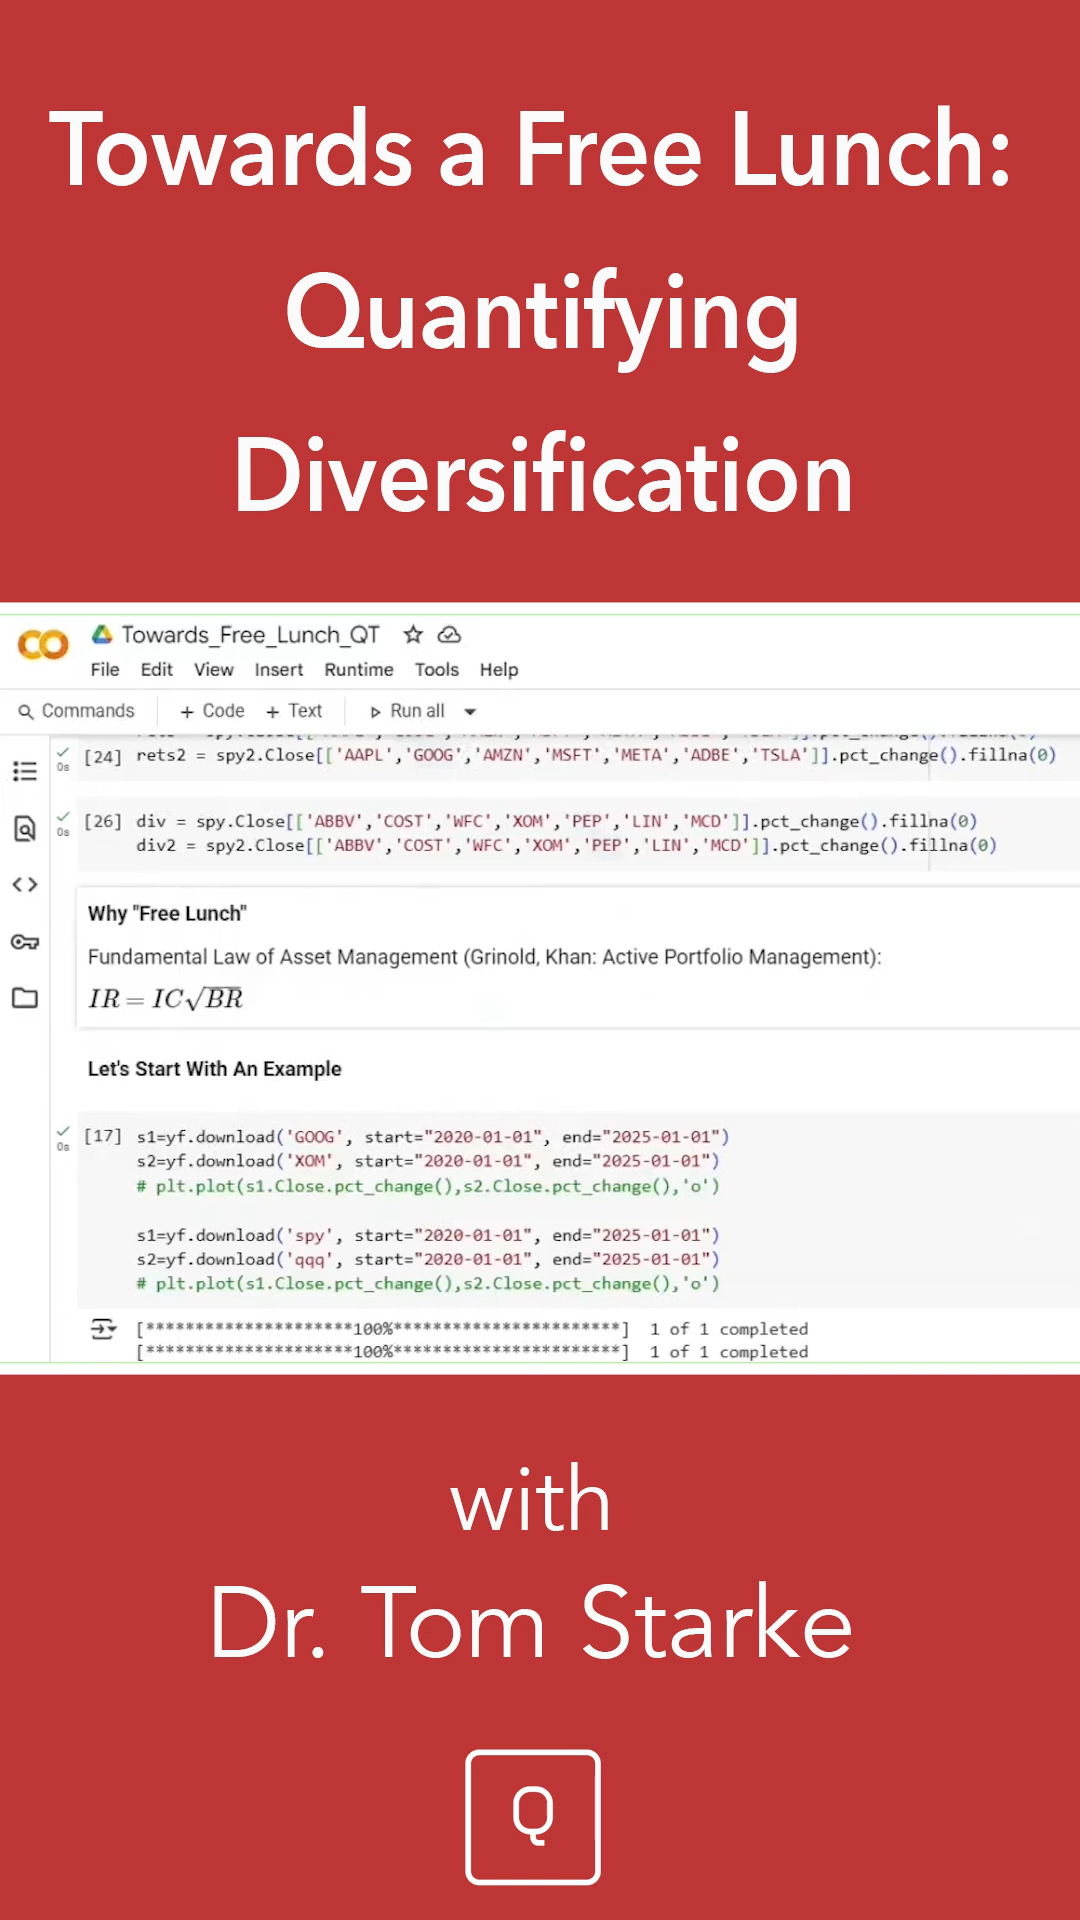 Towards a Free Lunch:
Quantifying
Diversification
Towards_Free_Lunch_QT
File Edit View Insert Runtime Tools Help
Commands + Code + Text Run all
[24] rets2 = spy2.Close[['AAPL','GOOG','AMZN','MSFT','META','ADBE','TSLA']].pct_change().fillna(0)
0s
[26] div = spy.Close[['ABBV','COST','WFC','XOM','PEP','LIN','MCD']].pct_change().fillna(0)
0s
div2 = spy2.Close[['ABBV','COST','WFC','XOM','PEP','LIN','MCD']].pct_change().fillna(0)
Why "Free Lunch"
Fundamental Law of Asset Management (Grinold, Khan: Active Portfolio Management):
IR = IC√BR
Let's Start With An Example
[17] s1=yf.download('GOOG', start="2020-01-01", end="2025-01-01")
0s
s2=yf.download('XOM', start="2020-01-01", end="2025-01-01")
# plt.plot(s1.Close.pct_change(),s2.Close.pct_change(),'o')
s1=yf.download('spy', start="2020-01-01", end="2025-01-01")
s2=yf.download('qqq', start="2020-01-01", end="2025-01-01")
# plt.plot(s1.Close.pct_change(),s2.Close.pct_change(),'o')
[*********************100%***********************] 1 of 1 completed
[*********************100%***********************] 1 of 1 completed
with
Dr. Tom Starke
Q